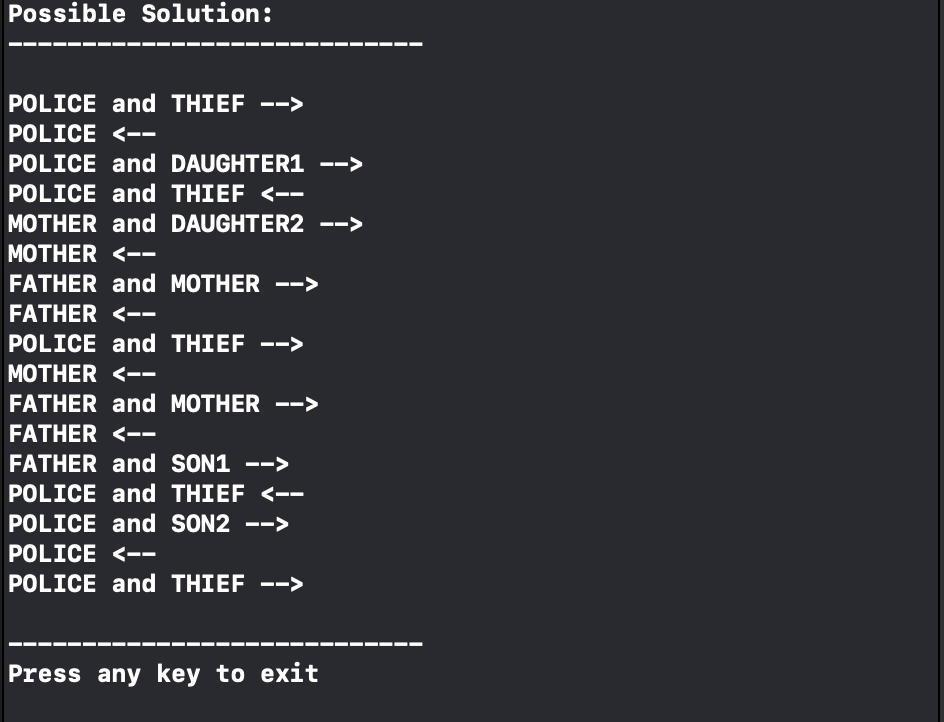 Possible Solution:
----------------------------
POLICE and THIEF -->
POLICE <--
POLICE and DAUGHTER1 -->
POLICE and THIEF <--
MOTHER and DAUGHTER2 -->
MOTHER <--
FATHER and MOTHER -->
FATHER <--
POLICE and THIEF -->
MOTHER <--
FATHER and MOTHER -->
FATHER <--
FATHER and SON1 -->
POLICE and THIEF <--
POLICE and SON2 -->
POLICE <--
POLICE and THIEF -->
----------------------------
Press any key to exit